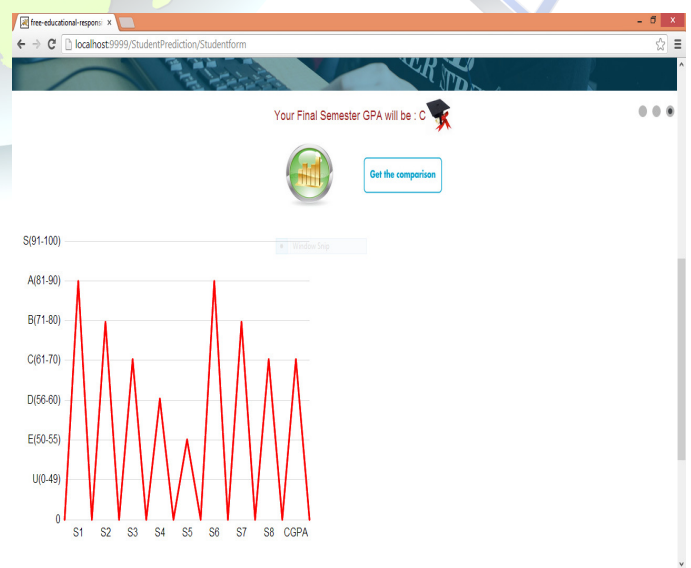 free-educational-respons
localhost:9999/StudentPrediction/Studentform
Your Final Semester GPA will be : C
Get the comparison
Window Snip
S(91-100)
A(81-90)
B(71-80)
C(61-70)
D(56-60)
E(50-55)
U(0-49)
0
S1 S2 S3 S4 S5 S6 S7 S8 CGPA